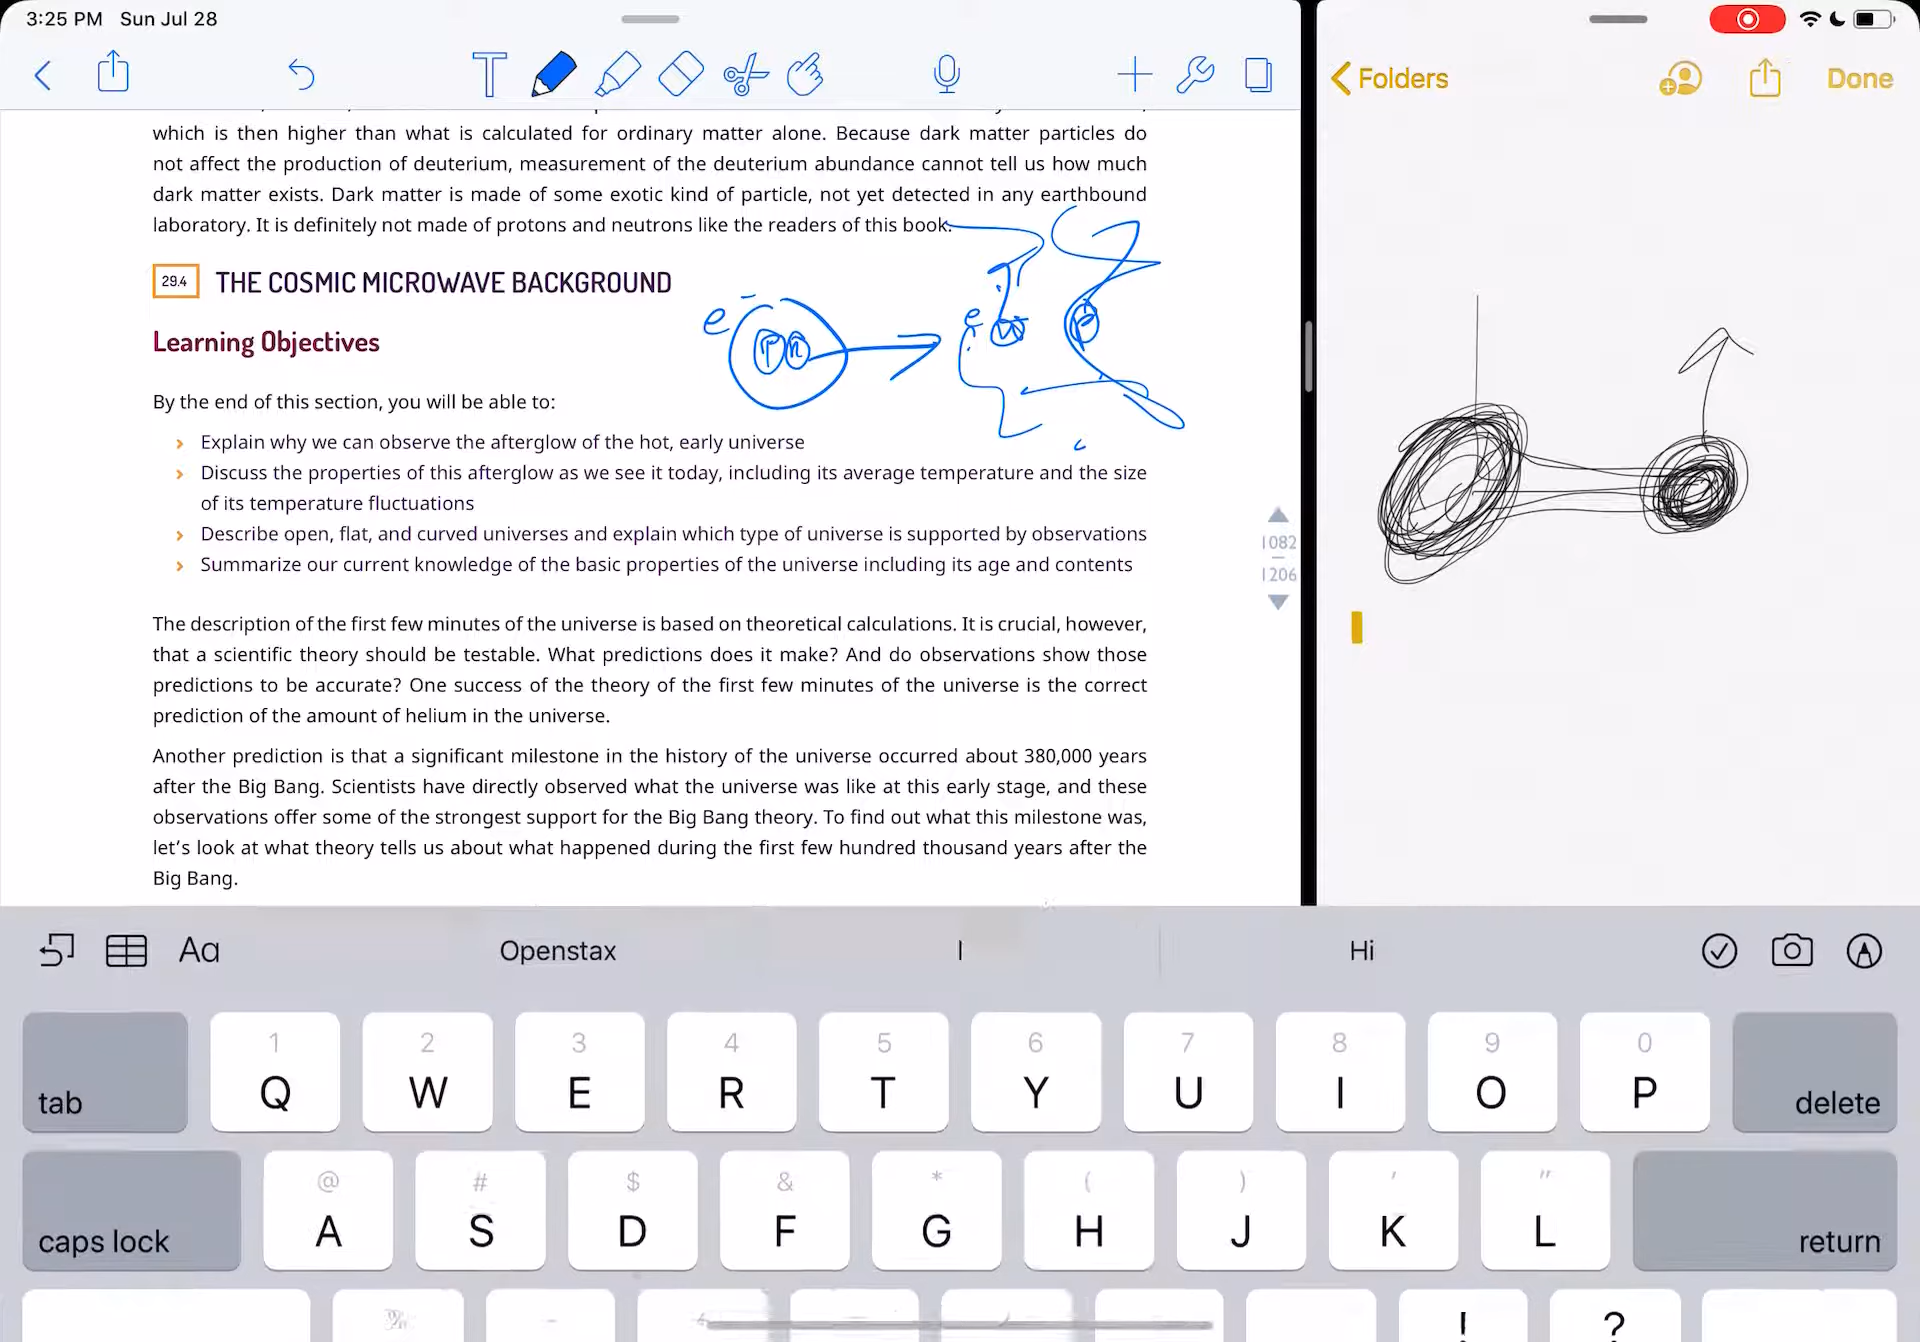 3:25 PM Sun Jul 28
Folders
Done
which is then higher than what is calculated for ordinary matter alone. Because dark matter particles do
not affect the production of deuterium, measurement of the deuterium abundance cannot tell us how much
dark matter exists. Dark matter is made of some exotic kind of particle, not yet detected in any earthbound
laboratory. It is definitely not made of protons and neutrons like the readers of this book.
29.4 THE COSMIC MICROWAVE BACKGROUND
e⁻
P n
e
n
P
Learning Objectives
By the end of this section, you will be able to:
› Explain why we can observe the afterglow of the hot, early universe
› Discuss the properties of this afterglow as we see it today, including its average temperature and the size
of its temperature fluctuations
› Describe open, flat, and curved universes and explain which type of universe is supported by observations
› Summarize our current knowledge of the basic properties of the universe including its age and contents
1082
1206
The description of the first few minutes of the universe is based on theoretical calculations. It is crucial, however,
that a scientific theory should be testable. What predictions does it make? And do observations show those
predictions to be accurate? One success of the theory of the first few minutes of the universe is the correct
prediction of the amount of helium in the universe.
Another prediction is that a significant milestone in the history of the universe occurred about 380,000 years
after the Big Bang. Scientists have directly observed what the universe was like at this early stage, and these
observations offer some of the strongest support for the Big Bang theory. To find out what this milestone was,
let's look at what theory tells us about what happened during the first few hundred thousand years after the
Big Bang.
Aa Openstax I Hi
1 2 3 4 5 6 7 8 9 0
tab Q W E R T Y U I O P delete
@ # $ & * ( ) ' "
caps lock A S D F G H J K L return
! ?